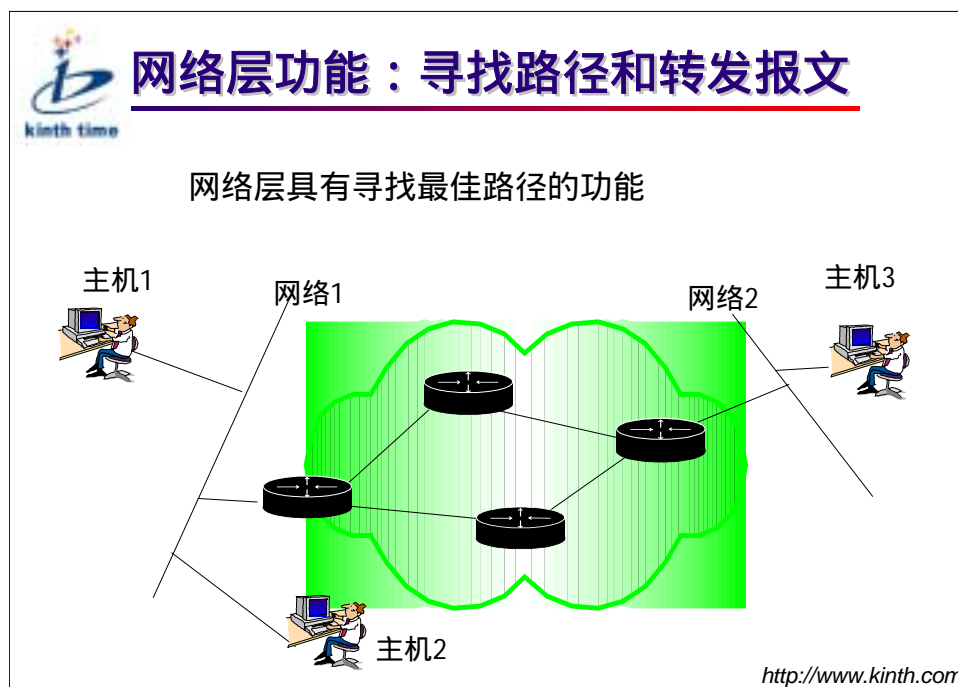 网络层功能：寻找路径和转发报文
kinth time
网络层具有寻找最佳路径的功能
主机1
网络1
网络2
主机3
主机2
http://www.kinth.com